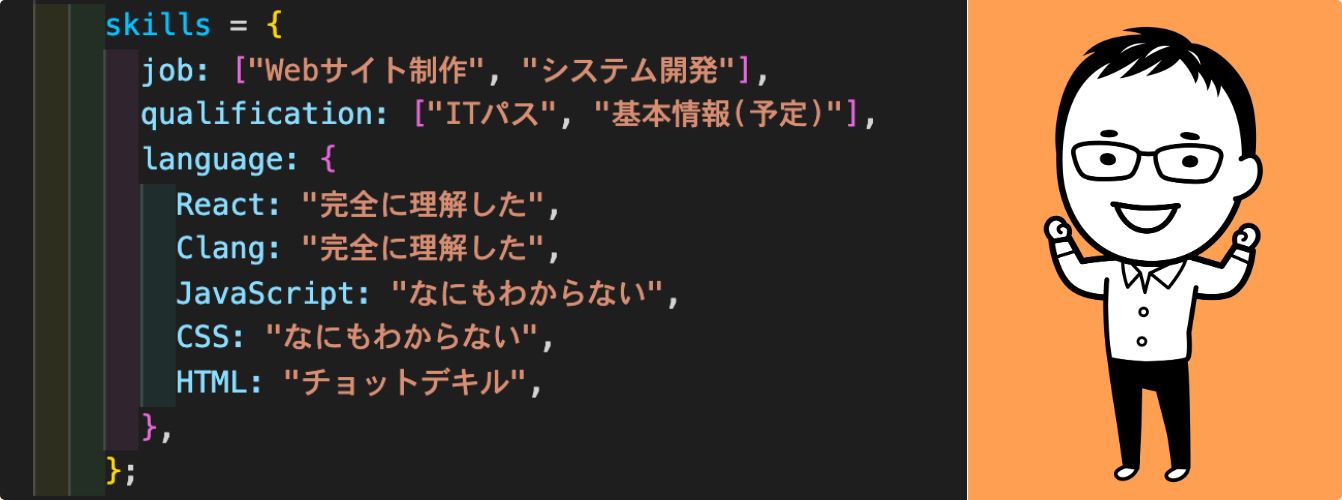 skills = {
job: ["Webサイト制作", "システム開発"],
qualification: ["ITパス", "基本情報(予定)"],
language: {
React: "完全に理解した",
Clang: "完全に理解した",
JavaScript: "なにもわからない",
CSS: "なにもわからない",
HTML: "チョットデキル",
},
};